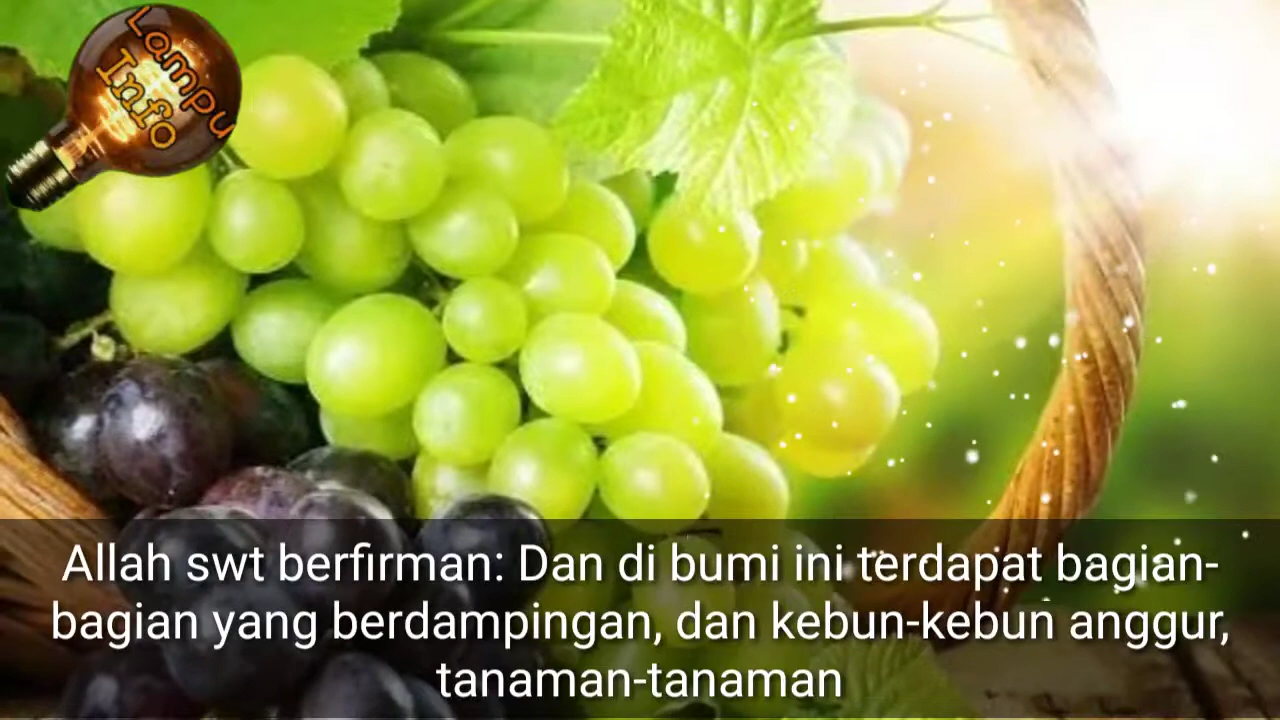 Lampu
Info
Allah swt berfirman: Dan di bumi ini terdapat bagian-
bagian yang berdampingan, dan kebun-kebun anggur,
tanaman-tanaman